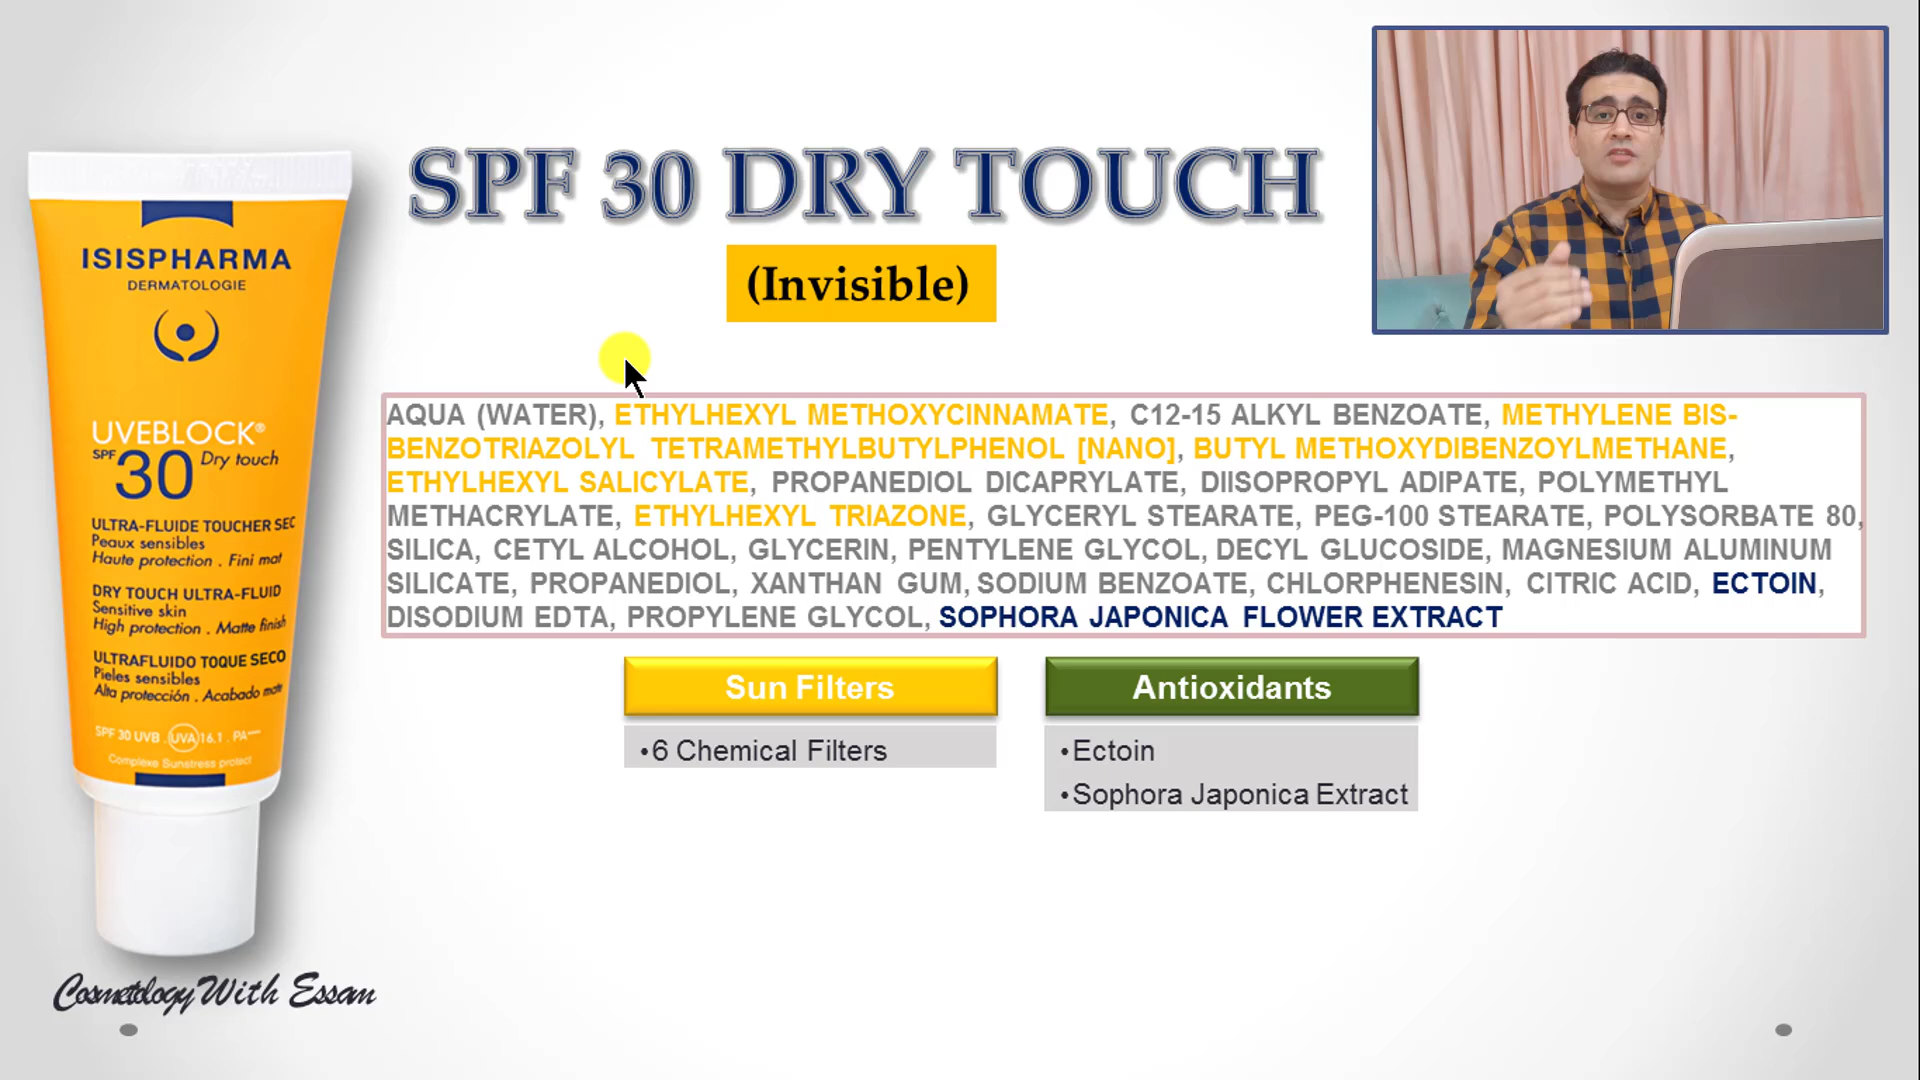 SPF 30 DRY TOUCH
(Invisible)
ISISPHARMA
DERMATOLOGIE
UVEBLOCK®
SPF 30 Dry touch
ULTRA-FLUIDE TOUCHER SEC
Peaux sensibles
Haute protection . Fini mat
DRY TOUCH ULTRA-FLUID
Sensitive skin
High protection . Matte finish
ULTRAFLUIDO TOQUE SECO
Pieles sensibles
Alta protección . Acabado mate
SPF 30 UVB . UVA 16.1 . PA++++
Complexe Sunstress protect
AQUA (WATER), ETHYLHEXYL METHOXYCINNAMATE, C12-15 ALKYL BENZOATE, METHYLENE BIS-
BENZOTRIAZOLYL TETRAMETHYLBUTYLPHENOL [NANO], BUTYL METHOXYDIBENZOYLMETHANE,
ETHYLHEXYL SALICYLATE, PROPANEDIOL DICAPRYLATE, DIISOPROPYL ADIPATE, POLYMETHYL
METHACRYLATE, ETHYLHEXYL TRIAZONE, GLYCERYL STEARATE, PEG-100 STEARATE, POLYSORBATE 80,
SILICA, CETYL ALCOHOL, GLYCERIN, PENTYLENE GLYCOL, DECYL GLUCOSIDE, MAGNESIUM ALUMINUM
SILICATE, PROPANEDIOL, XANTHAN GUM, SODIUM BENZOATE, CHLORPHENESIN, CITRIC ACID, ECTOIN,
DISODIUM EDTA, PROPYLENE GLYCOL, SOPHORA JAPONICA FLOWER EXTRACT
Sun Filters
•6 Chemical Filters
Antioxidants
•Ectoin
•Sophora Japonica Extract
Cosmetology With Essam